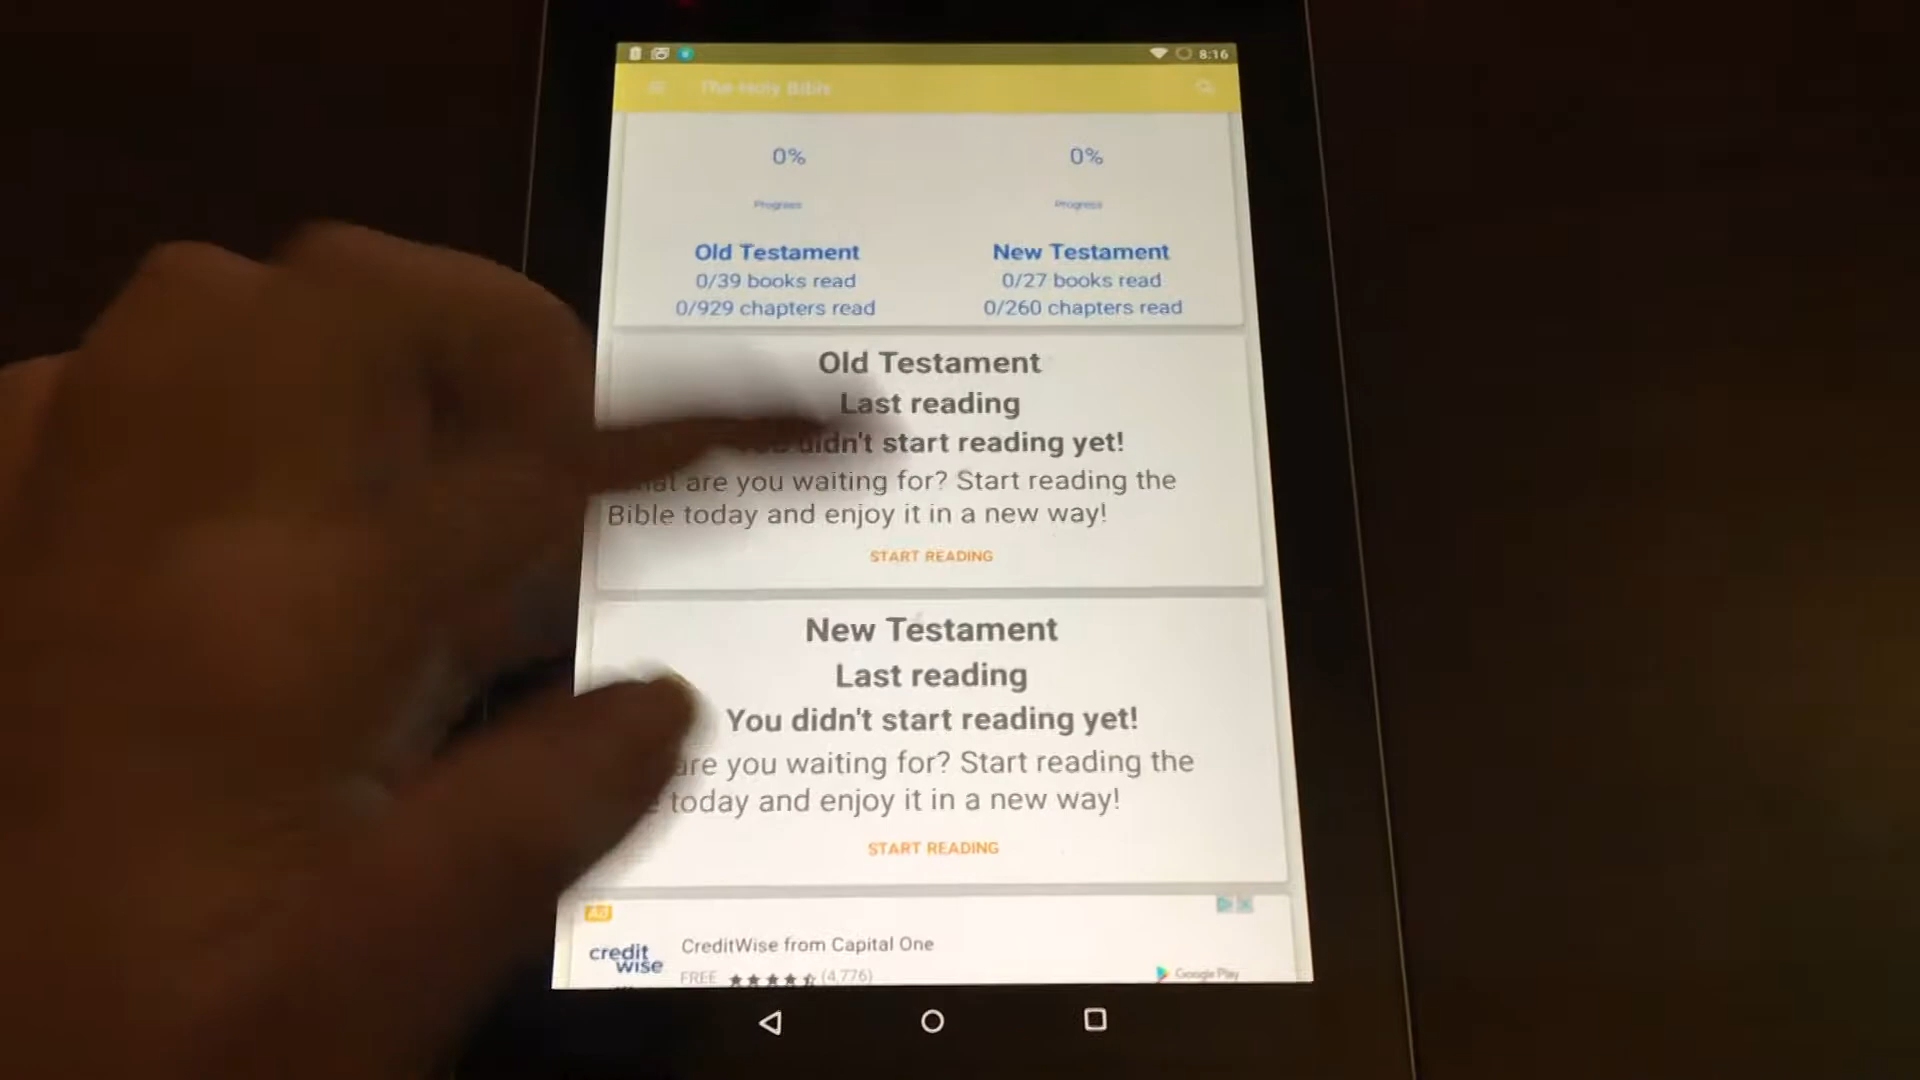 8:16
The Holy Bible
0% 0%
Progress Progress
Old Testament New Testament
0/39 books read 0/27 books read
0/929 chapters read 0/260 chapters read
Old Testament
Last reading
didn't start reading yet!
are you waiting for? Start reading the
Bible today and enjoy it in a new way!
START READING
New Testament
Last reading
You didn't start reading yet!
are you waiting for? Start reading the
today and enjoy it in a new way!
START READING
Ad
credit
wise
CreditWise from Capital One
FREE (4,776)
Google Play